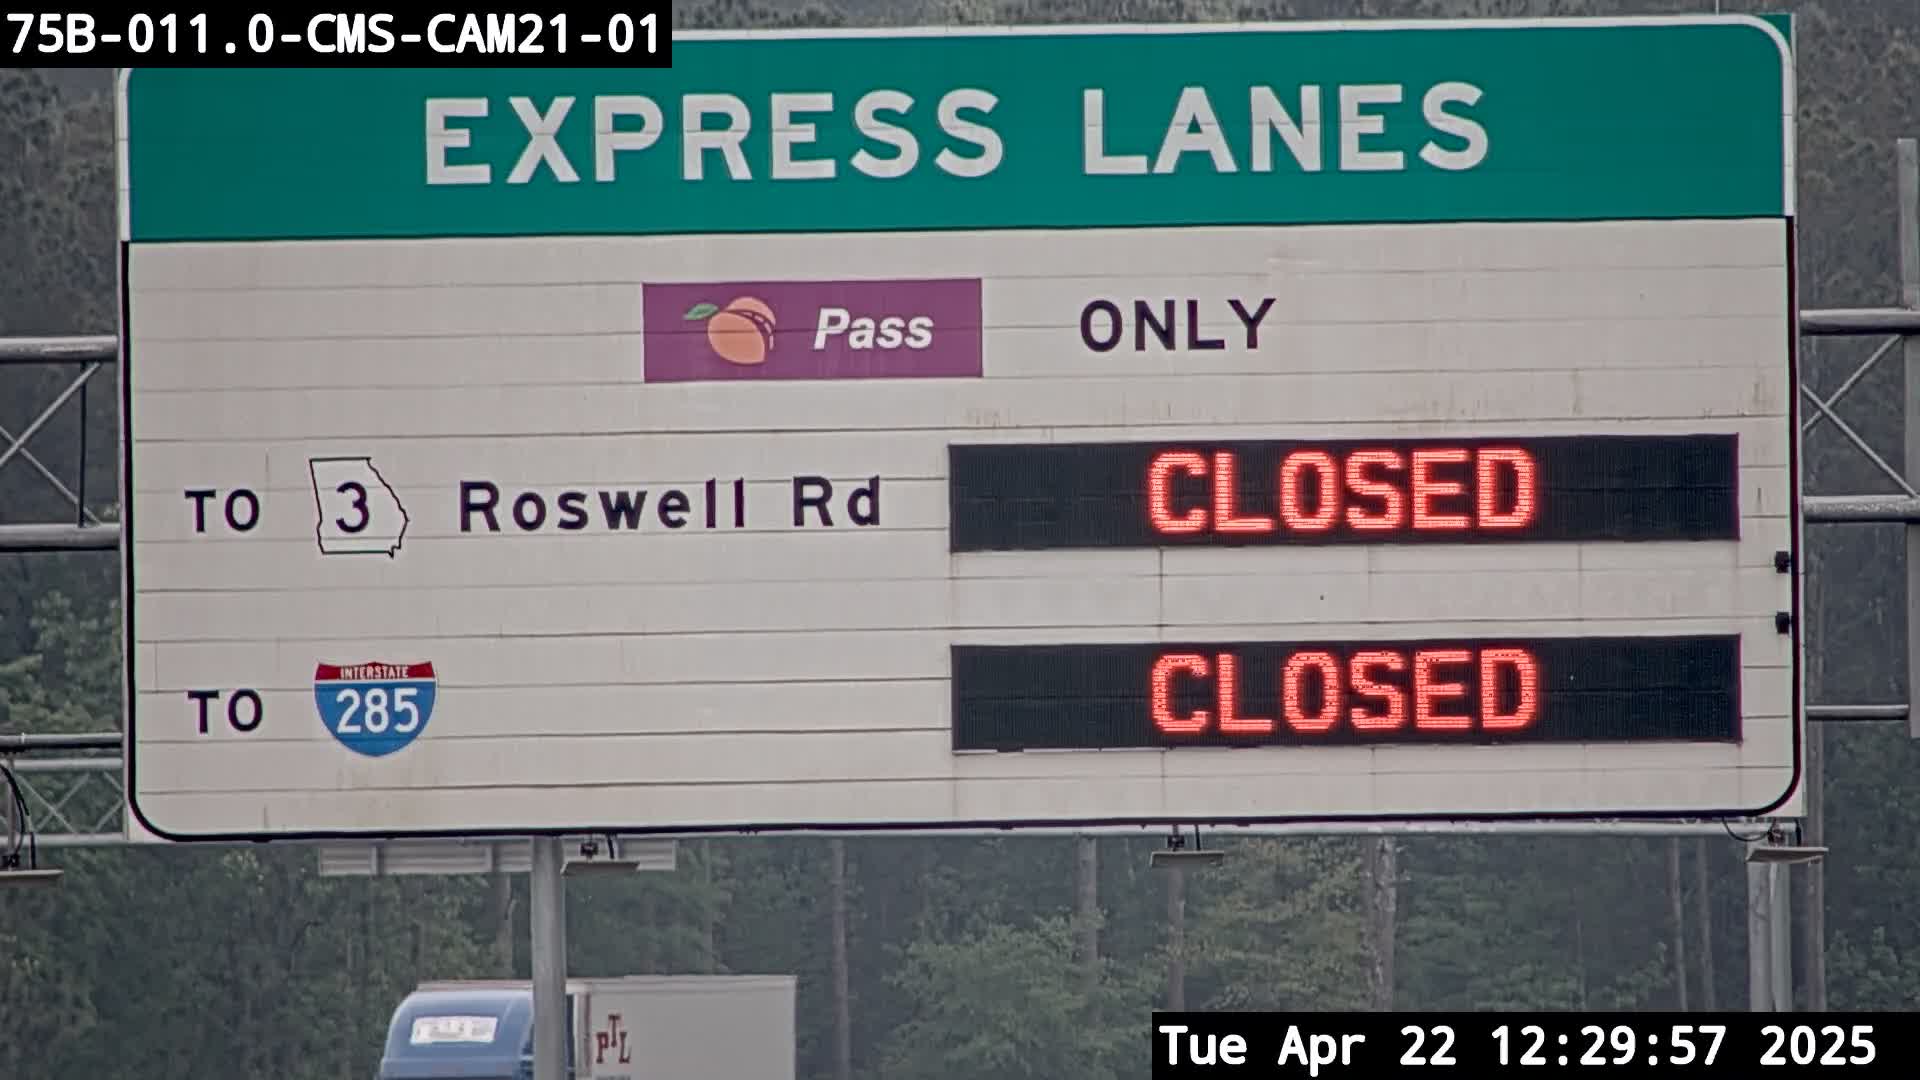 75B-011.0-CMS-CAM21-01
EXPRESS LANES
Pass ONLY
TO 3 Roswell Rd CLOSED
INTERSTATE
TO 285 CLOSED
PTL
Tue Apr 22 12:29:57 2025